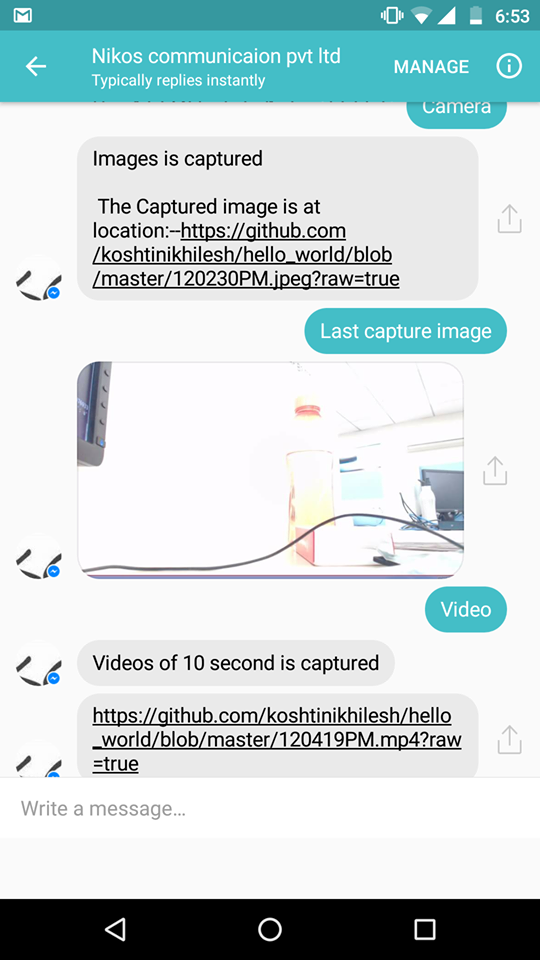 6:53
Nikos communicaion pvt ltd
Typically replies instantly
MANAGE
Camera
Images is captured
The Captured image is at
location:--https://github.com
/koshtinikhilesh/hello_world/blob
/master/120230PM.jpeg?raw=true
Last capture image
Video
Videos of 10 second is captured
https://github.com/koshtinikhilesh/hello
_world/blob/master/120419PM.mp4?raw
=true
Write a message…